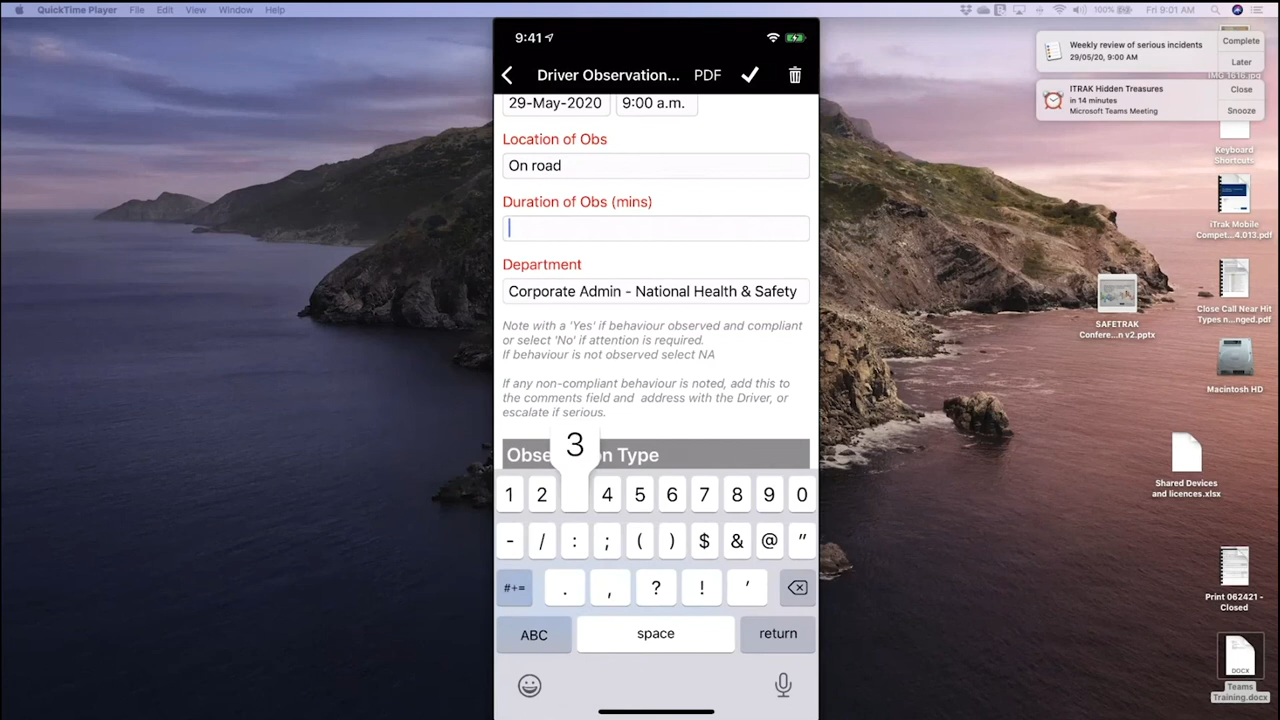 QuickTime Player File Edit View Window Help
100% Fri 9:01 AM
9:41
Driver Observation... PDF
29-May-2020 9:00 a.m.
Location of Obs
On road
Duration of Obs (mins)
Department
Corporate Admin - National Health & Safety
Note with a 'Yes' if behaviour observed and compliant
or select 'No' if attention is required.
If behaviour is not observed select NA
If any non-compliant behaviour is noted, add this to
the comments field and address with the Driver, or
escalate if serious.
3
Obse n Type
1 2 4 5 6 7 8 9 0
- / : ; ( ) $ & @ "
#+= . , ? ! '
ABC space return
Weekly review of serious incidents
29/05/20, 9:00 AM
Complete
Later
IMG_1616.jpg
ITRAK Hidden Treasures
in 14 minutes
Microsoft Teams Meeting
Close
Snooze
Keyboard
Shortcuts
iTrak Mobile
Compet...4.013.pdf
SAFETRAK
Confere...n v2.pptx
Close Call Near Hit
Types n...nged.pdf
Macintosh HD
Shared Devices
and licences.xlsx
Print 062421 -
Closed
DOCX
Teams
Training.docx